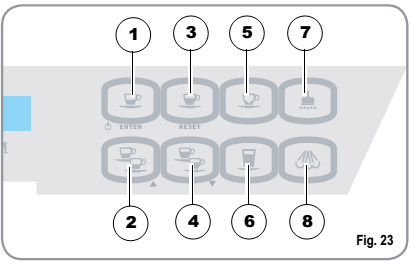 1 3 5 7
ENTER RESET
2 4 6 8
Fig. 23